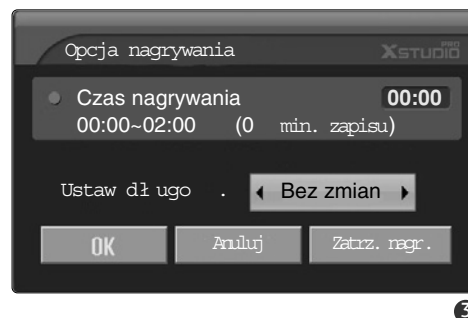 Opcja nagrywania XSTUDIO PRO
Czas nagrywania 00:00
00:00~02:00 (0 min. zapisu)
Ustaw dł ugo . Bez zmian
OK Anuluj Zatrz. nagr.
3